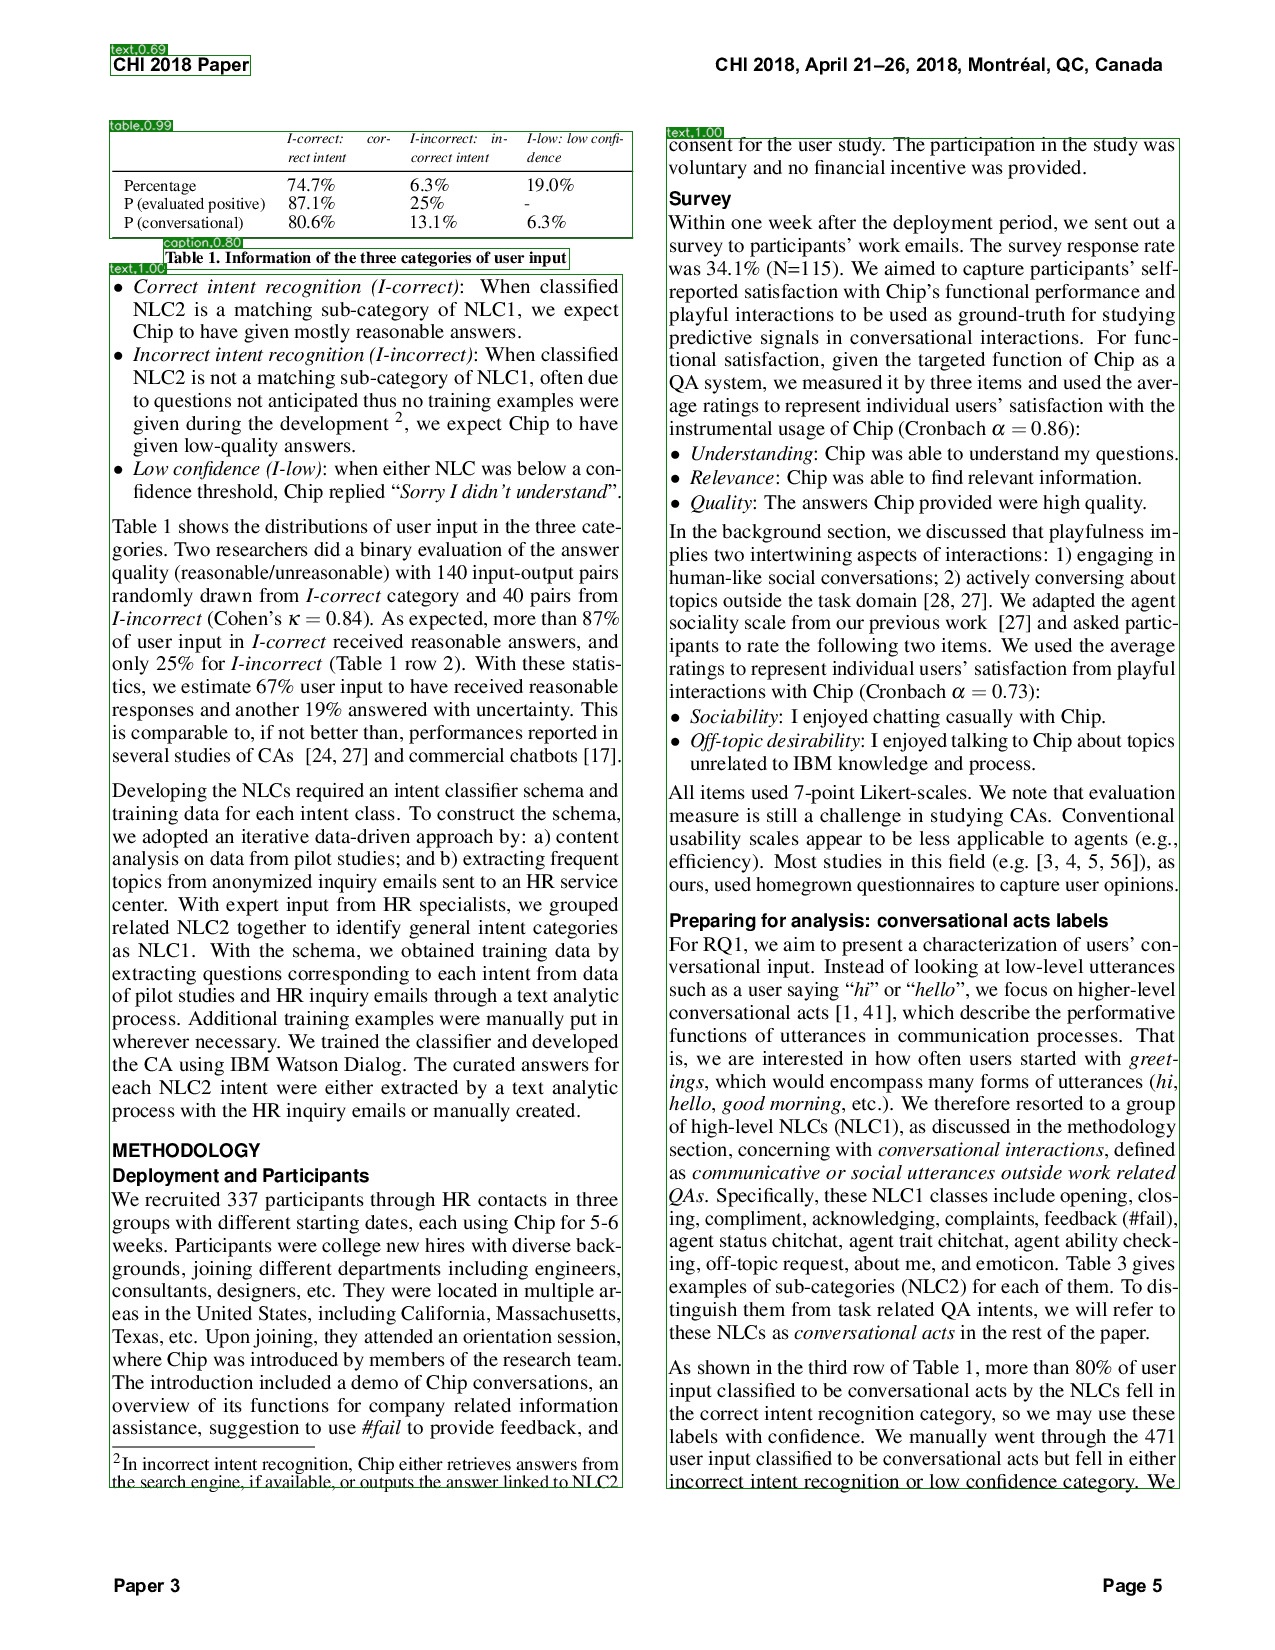 text,0.69
CHI 2018 Paper
CHI 2018, April 21–26, 2018, Montréal, QC, Canada
table,0.99
I-correct: cor- I-incorrect: in- I-low: low confi-
rect intent correct intent dence
Percentage 74.7% 6.3% 19.0%
P (evaluated positive) 87.1% 25% -
P (conversational) 80.6% 13.1% 6.3%
caption,0.80
Table 1. Information of the three categories of user input
text,1.00
• Correct intent recognition (I-correct): When classified
NLC2 is a matching sub-category of NLC1, we expect
Chip to have given mostly reasonable answers.
• Incorrect intent recognition (I-incorrect): When classified
NLC2 is not a matching sub-category of NLC1, often due
to questions not anticipated thus no training examples were
given during the development 2, we expect Chip to have
given low-quality answers.
• Low confidence (I-low): when either NLC was below a con-
fidence threshold, Chip replied “Sorry I didn’t understand”.
Table 1 shows the distributions of user input in the three cate-
gories. Two researchers did a binary evaluation of the answer
quality (reasonable/unreasonable) with 140 input-output pairs
randomly drawn from I-correct category and 40 pairs from
I-incorrect (Cohen’s κ = 0.84). As expected, more than 87%
of user input in I-correct received reasonable answers, and
only 25% for I-incorrect (Table 1 row 2). With these statis-
tics, we estimate 67% user input to have received reasonable
responses and another 19% answered with uncertainty. This
is comparable to, if not better than, performances reported in
several studies of CAs [24, 27] and commercial chatbots [17].
Developing the NLCs required an intent classifier schema and
training data for each intent class. To construct the schema,
we adopted an iterative data-driven approach by: a) content
analysis on data from pilot studies; and b) extracting frequent
topics from anonymized inquiry emails sent to an HR service
center. With expert input from HR specialists, we grouped
related NLC2 together to identify general intent categories
as NLC1. With the schema, we obtained training data by
extracting questions corresponding to each intent from data
of pilot studies and HR inquiry emails through a text analytic
process. Additional training examples were manually put in
wherever necessary. We trained the classifier and developed
the CA using IBM Watson Dialog. The curated answers for
each NLC2 intent were either extracted by a text analytic
process with the HR inquiry emails or manually created.
METHODOLOGY
Deployment and Participants
We recruited 337 participants through HR contacts in three
groups with different starting dates, each using Chip for 5-6
weeks. Participants were college new hires with diverse back-
grounds, joining different departments including engineers,
consultants, designers, etc. They were located in multiple ar-
eas in the United States, including California, Massachusetts,
Texas, etc. Upon joining, they attended an orientation session,
where Chip was introduced by members of the research team.
The introduction included a demo of Chip conversations, an
overview of its functions for company related information
assistance, suggestion to use #fail to provide feedback, and
2In incorrect intent recognition, Chip either retrieves answers from
the search engine, if available, or outputs the answer linked to NLC2
text,1.00
consent for the user study. The participation in the study was
voluntary and no financial incentive was provided.
Survey
Within one week after the deployment period, we sent out a
survey to participants’ work emails. The survey response rate
was 34.1% (N=115). We aimed to capture participants’ self-
reported satisfaction with Chip’s functional performance and
playful interactions to be used as ground-truth for studying
predictive signals in conversational interactions. For func-
tional satisfaction, given the targeted function of Chip as a
QA system, we measured it by three items and used the aver-
age ratings to represent individual users’ satisfaction with the
instrumental usage of Chip (Cronbach α = 0.86):
• Understanding: Chip was able to understand my questions.
• Relevance: Chip was able to find relevant information.
• Quality: The answers Chip provided were high quality.
In the background section, we discussed that playfulness im-
plies two intertwining aspects of interactions: 1) engaging in
human-like social conversations; 2) actively conversing about
topics outside the task domain [28, 27]. We adapted the agent
sociality scale from our previous work [27] and asked partic-
ipants to rate the following two items. We used the average
ratings to represent individual users’ satisfaction from playful
interactions with Chip (Cronbach α = 0.73):
• Sociability: I enjoyed chatting casually with Chip.
• Off-topic desirability: I enjoyed talking to Chip about topics
unrelated to IBM knowledge and process.
All items used 7-point Likert-scales. We note that evaluation
measure is still a challenge in studying CAs. Conventional
usability scales appear to be less applicable to agents (e.g.,
efficiency). Most studies in this field (e.g. [3, 4, 5, 56]), as
ours, used homegrown questionnaires to capture user opinions.
Preparing for analysis: conversational acts labels
For RQ1, we aim to present a characterization of users’ con-
versational input. Instead of looking at low-level utterances
such as a user saying “hi” or “hello”, we focus on higher-level
conversational acts [1, 41], which describe the performative
functions of utterances in communication processes. That
is, we are interested in how often users started with greet-
ings, which would encompass many forms of utterances (hi,
hello, good morning, etc.). We therefore resorted to a group
of high-level NLCs (NLC1), as discussed in the methodology
section, concerning with conversational interactions, defined
as communicative or social utterances outside work related
QAs. Specifically, these NLC1 classes include opening, clos-
ing, compliment, acknowledging, complaints, feedback (#fail),
agent status chitchat, agent trait chitchat, agent ability check-
ing, off-topic request, about me, and emoticon. Table 3 gives
examples of sub-categories (NLC2) for each of them. To dis-
tinguish them from task related QA intents, we will refer to
these NLCs as conversational acts in the rest of the paper.
As shown in the third row of Table 1, more than 80% of user
input classified to be conversational acts by the NLCs fell in
the correct intent recognition category, so we may use these
labels with confidence. We manually went through the 471
user input classified to be conversational acts but fell in either
incorrect intent recognition or low confidence category. We
Paper 3
Page 5